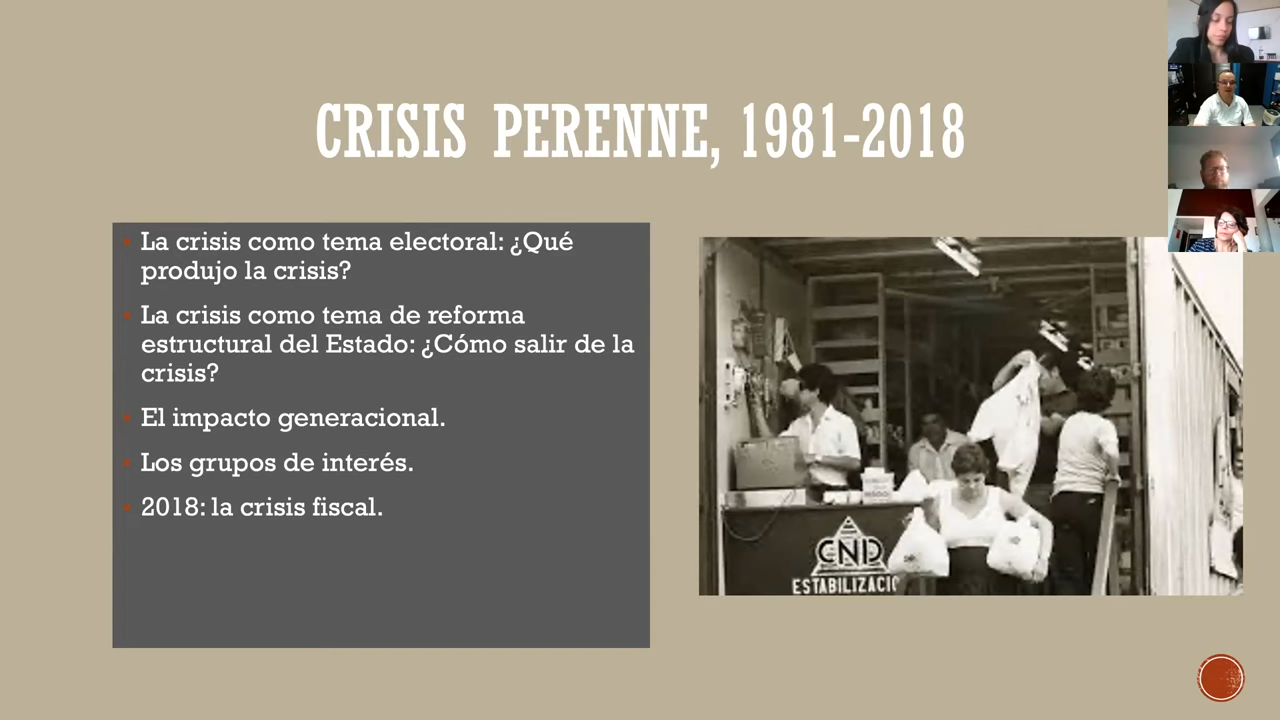 CRISIS PERENNE, 1981-2018
La crisis como tema electoral: ¿Qué
produjo la crisis?
La crisis como tema de reforma
estructural del Estado: ¿Cómo salir de la
crisis?
El impacto generacional.
Los grupos de interés.
2018: la crisis fiscal.
CNP
ESTABILIZACIO